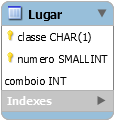 Lugar
classe CHAR(1)
numero SMALLINT
comboio INT
Indexes